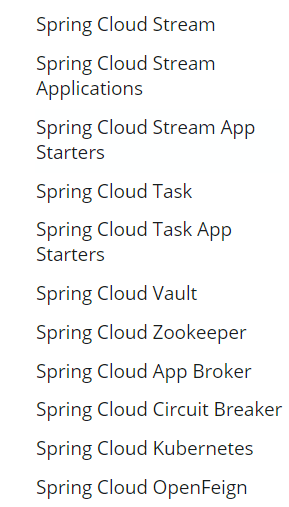 Spring Cloud Stream
Spring Cloud Stream
Applications
Spring Cloud Stream App
Starters
Spring Cloud Task
Spring Cloud Task App
Starters
Spring Cloud Vault
Spring Cloud Zookeeper
Spring Cloud App Broker
Spring Cloud Circuit Breaker
Spring Cloud Kubernetes
Spring Cloud OpenFeign